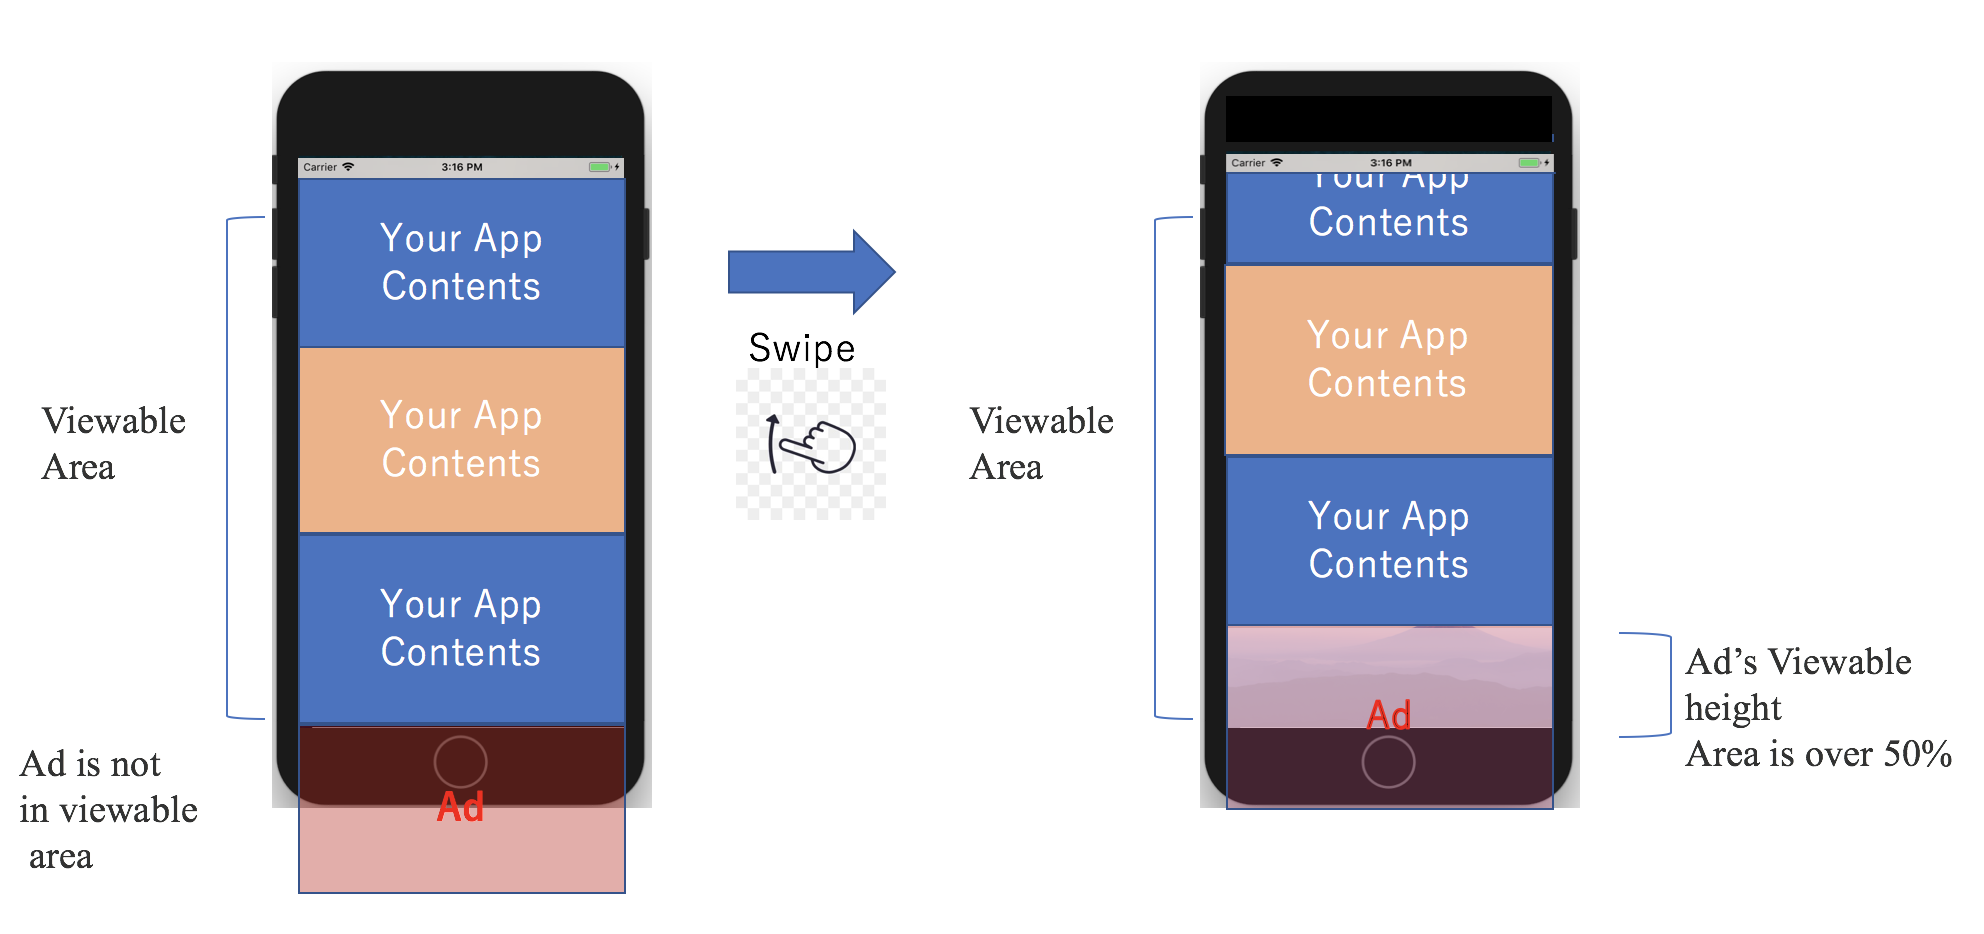 Carrier 3:16 PM
Your App
Contents
Your App
Contents
Your App
Contents
Ad
Viewable
Area
Ad is not
in viewable
area
Swipe
Carrier 3:16 PM
Your App
Contents
Your App
Contents
Your App
Contents
Ad
Viewable
Area
Ad’s Viewable
height
Area is over 50%